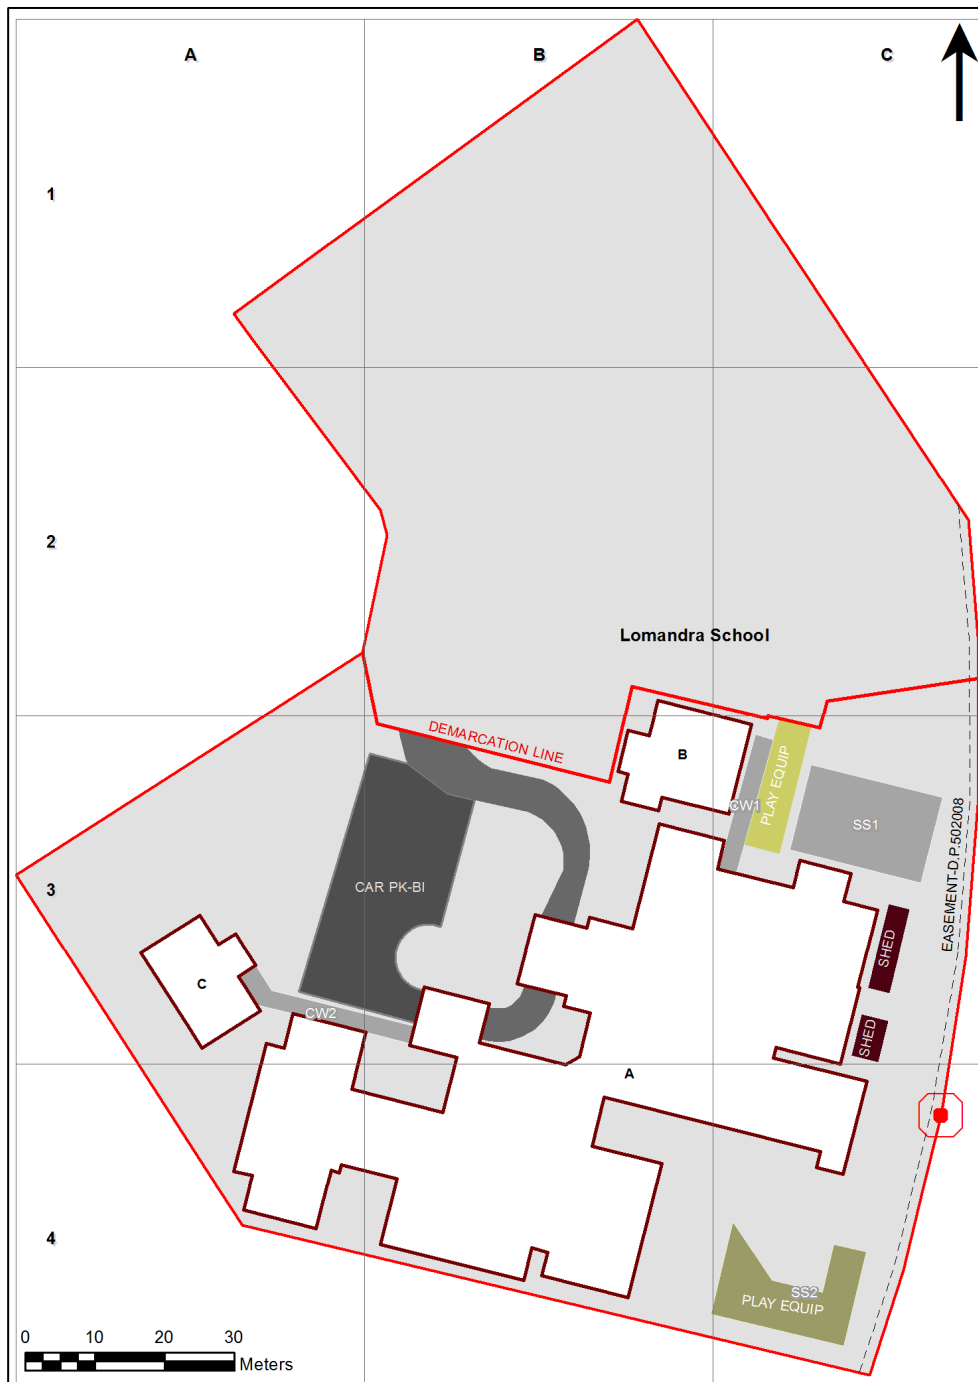 A
B
C
1
2
Lomandra School
DEMARCATION LINE
B
CW1
PLAY EQUIP
SS1
EASEMENT-D.P.502008
3
CAR PK-BI
SHED
C
CW2
SHED
A
4
SS2
PLAY EQUIP
0 10 20 30
Meters